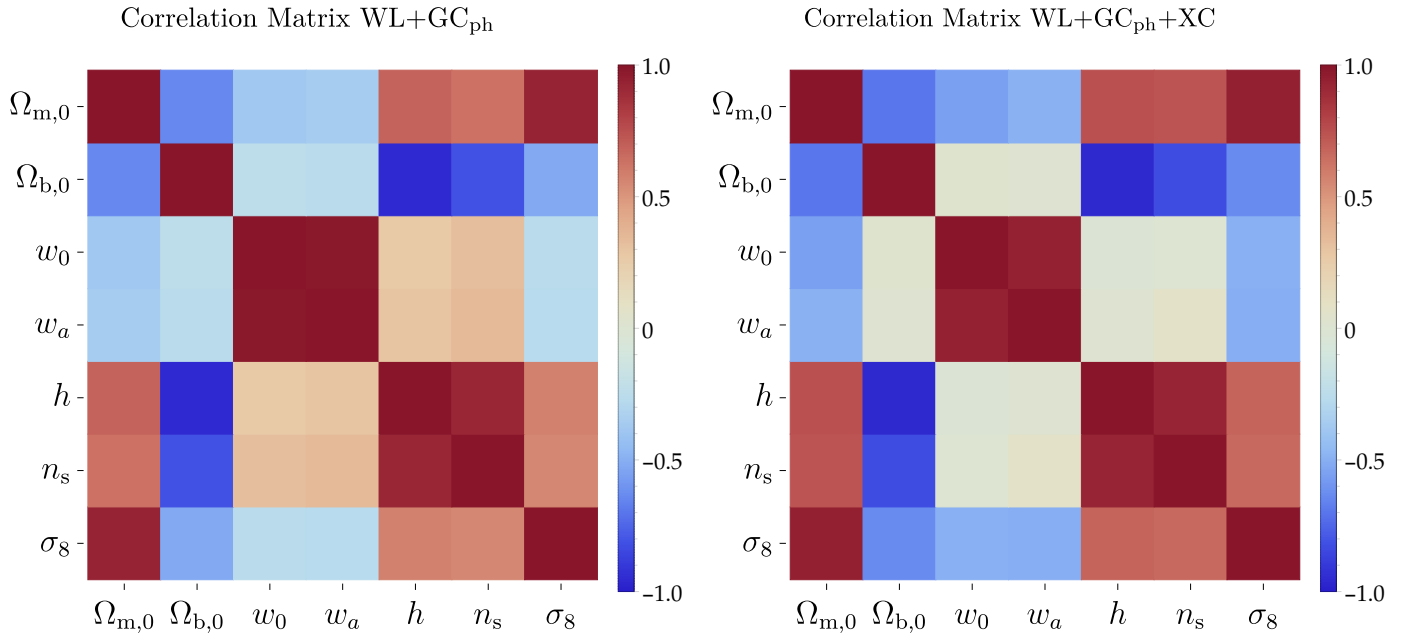 Correlation Matrix WL+GC_ph
Correlation Matrix WL+GC_ph+XC
Ω_m,0
Ω_b,0
w_0
w_a
h
n_s
σ_8
Ω_m,0 Ω_b,0 w_0 w_a h n_s σ_8
1.0
0.5
0
−0.5
−1.0
Ω_m,0
Ω_b,0
w_0
w_a
h
n_s
σ_8
Ω_m,0 Ω_b,0 w_0 w_a h n_s σ_8
1.0
0.5
0
−0.5
−1.0